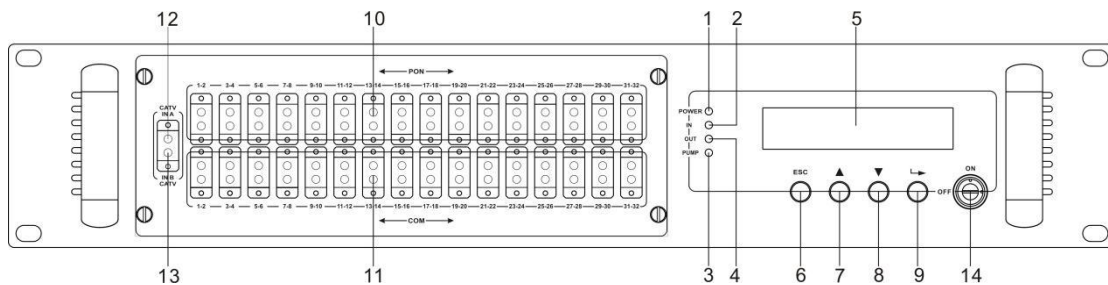 12 10 1 2 5
PON
1-2 3-4 5-6 7-8 9-10 11-12 13-14 15-16 17-18 19-20 21-22 23-24 25-26 27-28 29-30 31-32
CATV
IN A
IN B
CATV
1-2 3-4 5-6 7-8 9-10 11-12 13-14 15-16 17-18 19-20 21-22 23-24 25-26 27-28 29-30 31-32
COM
POWER
IN
OUT
PUMP
ESC
ON
OFF
13 11 3 4 6 7 8 9 14